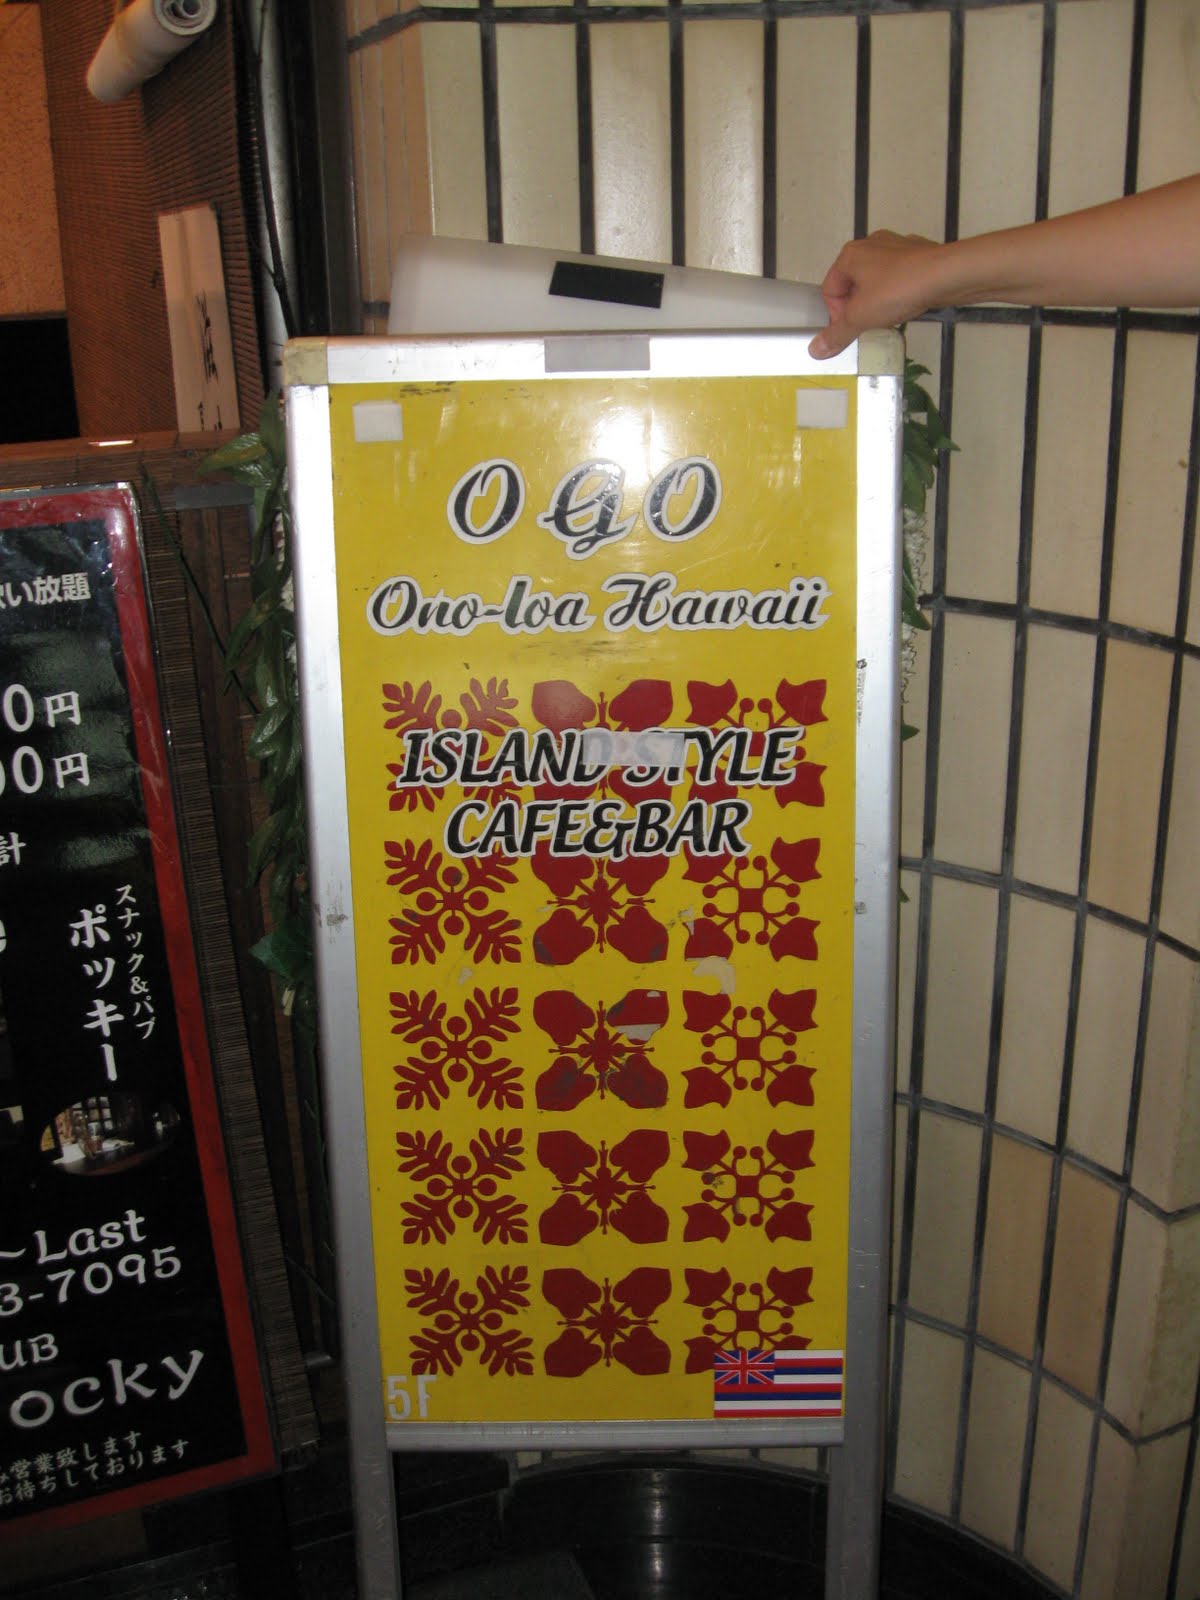 OGO
Ono-loa Hawaii
ISLAND STYLE
CAFE&BAR
5F
い放題
0円
00円
計
スナック&パブ
ポッキー
〜Last
3-7095
UB
ocky
営業致します
お待ちしております